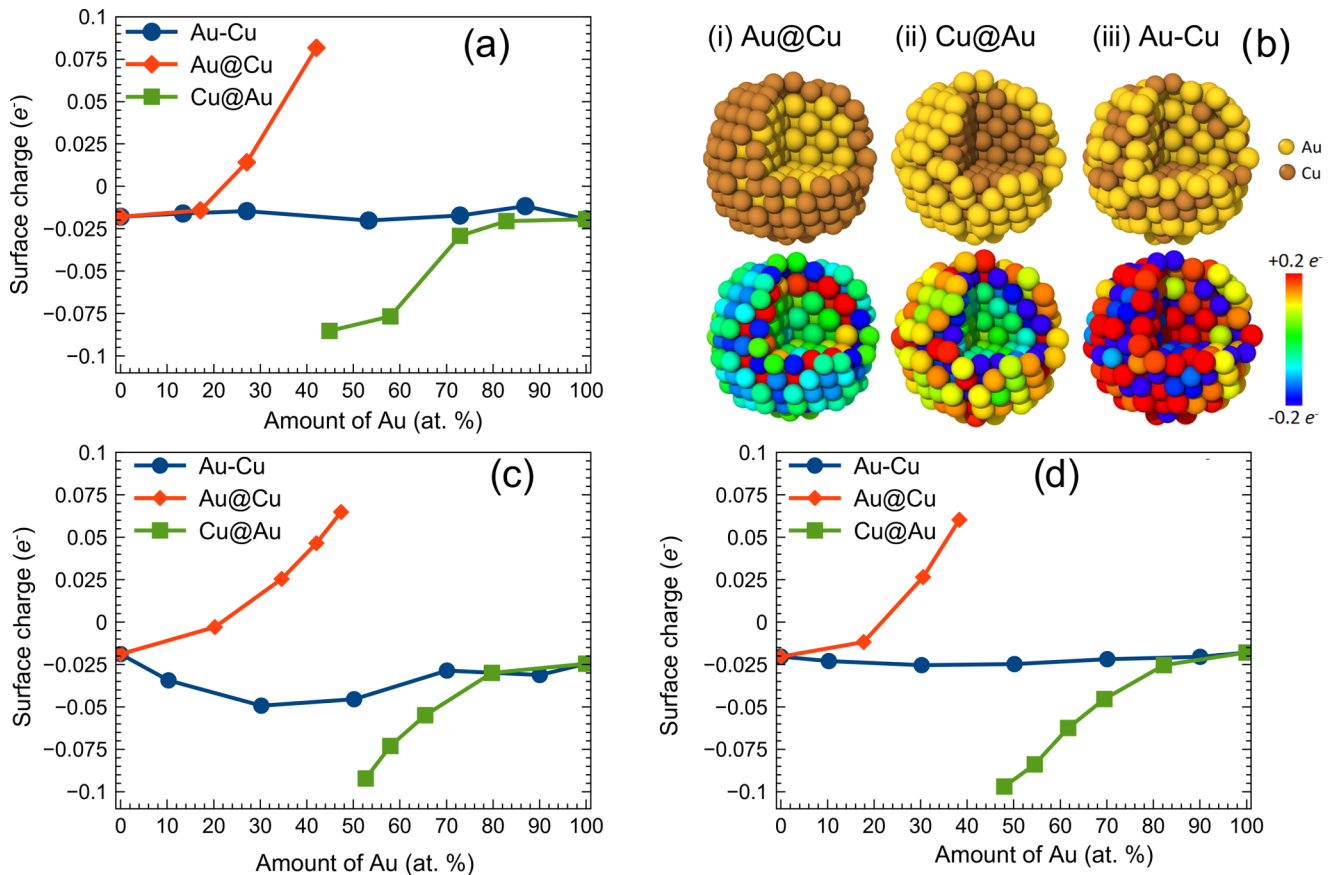 (a)
Au-Cu
Au@Cu
Cu@Au
0.1
0.075
0.05
0.025
0
−0.025
−0.05
−0.075
−0.1
Surface charge (e⁻)
0 10 20 30 40 50 60 70 80 90 100
Amount of Au (at. %)
(i) Au@Cu (ii) Cu@Au (iii) Au-Cu (b)
Au
Cu
+0.2 e⁻
-0.2 e⁻
(c)
Au-Cu
Au@Cu
Cu@Au
0.1
0.075
0.05
0.025
0
−0.025
−0.05
−0.075
−0.1
Surface charge (e⁻)
0 10 20 30 40 50 60 70 80 90 100
Amount of Au (at. %)
(d)
Au-Cu
Au@Cu
Cu@Au
0.1
0.075
0.05
0.025
0
−0.025
−0.05
−0.075
−0.1
Surface charge (e⁻)
0 10 20 30 40 50 60 70 80 90 100
Amount of Au (at. %)